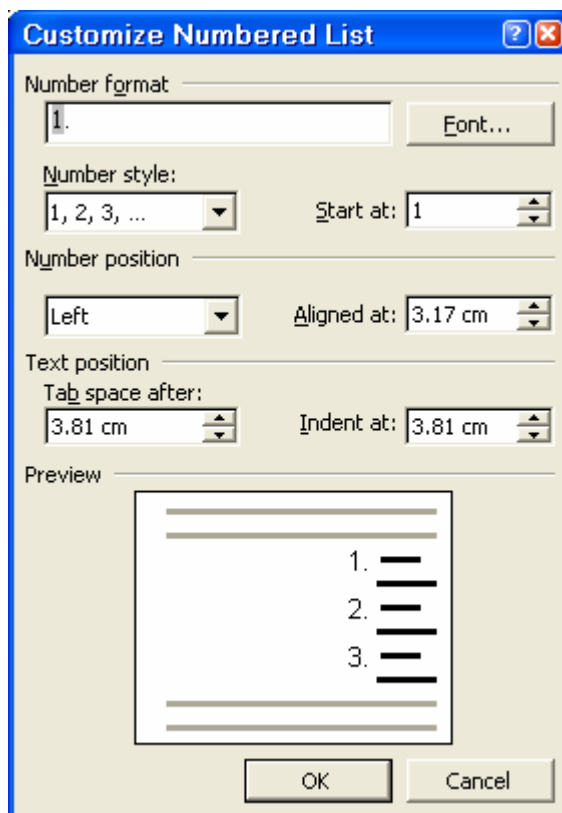 Customize Numbered List
Number format
1.
Font...
Number style:
1, 2, 3, ...
Start at: 1
Number position
Left
Aligned at: 3.17 cm
Text position
Tab space after:
3.81 cm
Indent at: 3.81 cm
Preview
1.
2.
3.
OK Cancel